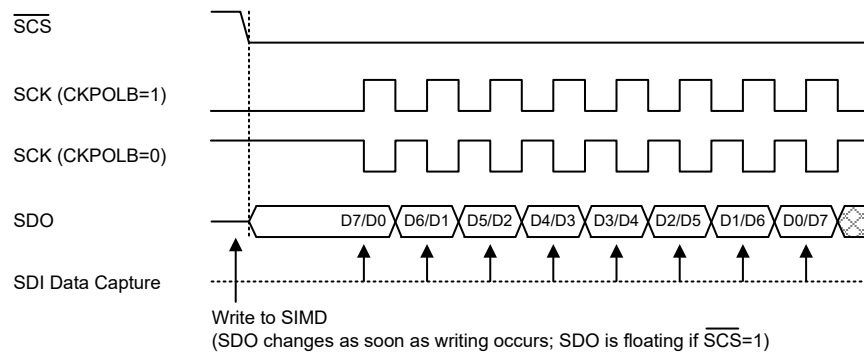 SCS
SCK (CKPOLB=1)
SCK (CKPOLB=0)
SDO
D7/D0 D6/D1 D5/D2 D4/D3 D3/D4 D2/D5 D1/D6 D0/D7
SDI Data Capture
Write to SIMD
(SDO changes as soon as writing occurs; SDO is floating if SCS=1)